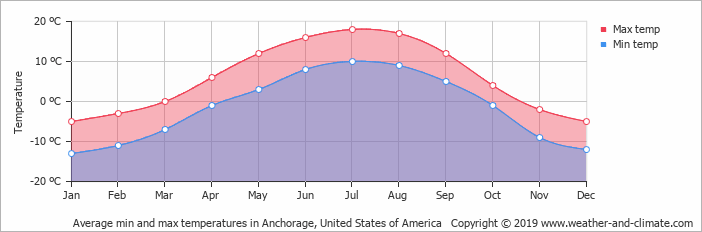 20 ºC
10 ºC
0 ºC
-10 ºC
-20 ºC
Temperature
Jan Feb Mar Apr May Jun Jul Aug Sep Oct Nov Dec
Max temp
Min temp
Average min and max temperatures in Anchorage, United States of America Copyright © 2019 www.weather-and-climate.com